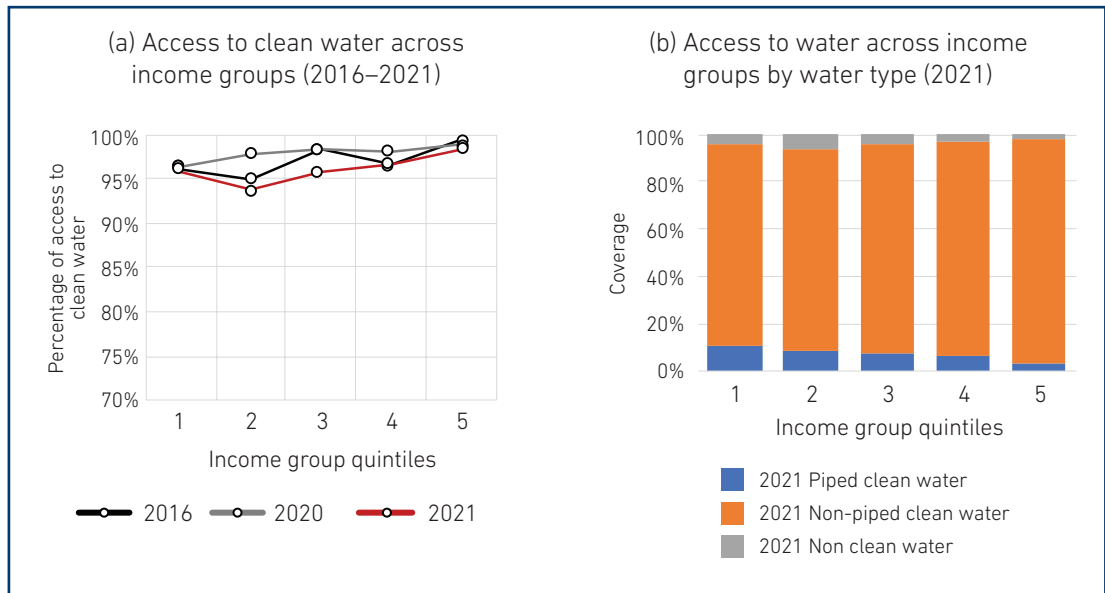 (a) Access to clean water across
income groups (2016–2021)
100%
95%
90%
85%
80%
75%
70%
Percentage of access to
clean water
1 2 3 4 5
Income group quintiles
2016 2020 2021
(b) Access to water across income
groups by water type (2021)
100%
80%
60%
40%
20%
0%
Coverage
1 2 3 4 5
Income group quintiles
2021 Piped clean water
2021 Non-piped clean water
2021 Non clean water